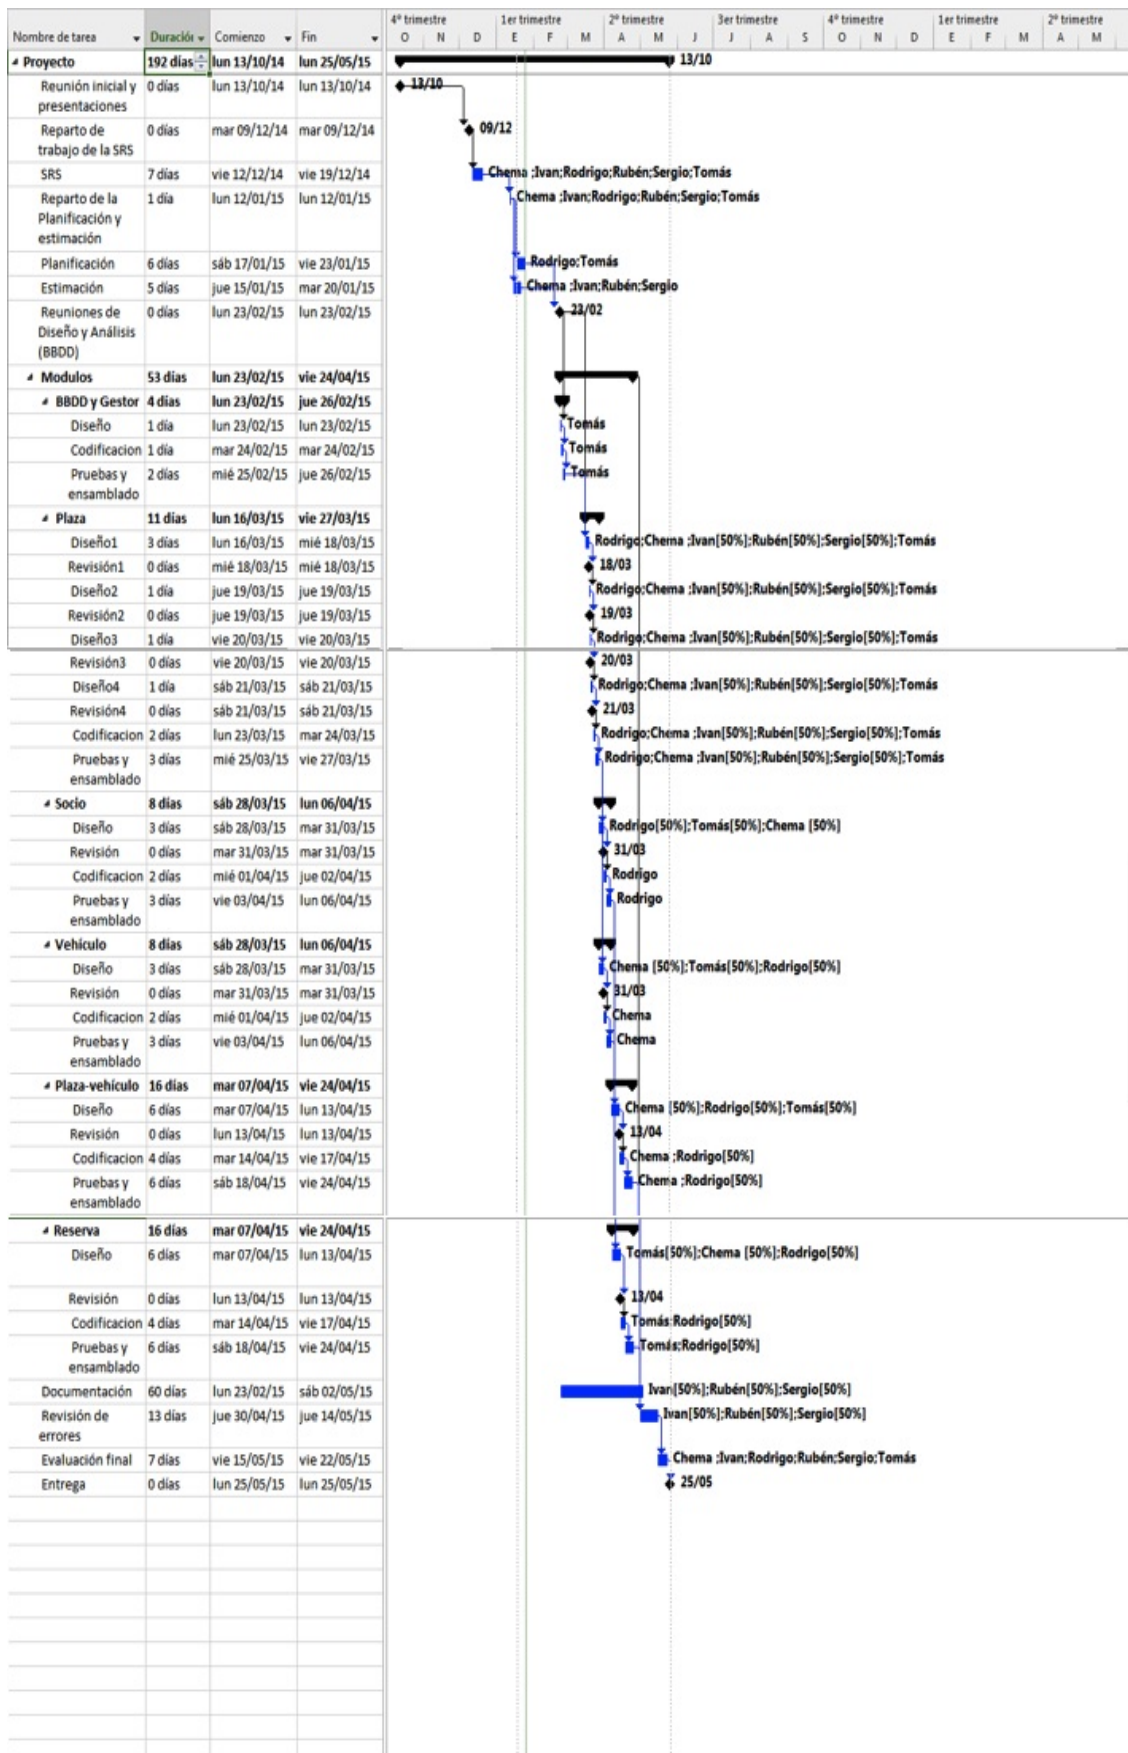 4º trimestre 1er trimestre 2º trimestre 3er trimestre 4º trimestre 1er trimestre 2º trimestre
Nombre de tarea Duración Comienzo Fin O N D E F M A M J J A S O N D E F M A M
Proyecto 192 días lun 13/10/14 lun 25/05/15 13/10
Reunión inicial y 0 días lun 13/10/14 lun 13/10/14 13/10
presentaciones
Reparto de 0 días mar 09/12/14 mar 09/12/14 09/12
trabajo de la SRS
SRS 7 días vie 12/12/14 vie 19/12/14 Chema ;Ivan;Rodrigo;Rubén;Sergio;Tomás
Reparto de la 1 día lun 12/01/15 lun 12/01/15 Chema ;Ivan;Rodrigo;Rubén;Sergio;Tomás
Planificación y
estimación
Planificación 6 días sáb 17/01/15 vie 23/01/15 Rodrigo;Tomás
Estimación 5 días jue 15/01/15 mar 20/01/15 Chema ;Ivan;Rubén;Sergio
Reuniones de 0 días lun 23/02/15 lun 23/02/15 23/02
Diseño y Análisis
(BBDD)
Modulos 53 días lun 23/02/15 vie 24/04/15
BBDD y Gestor 4 días lun 23/02/15 jue 26/02/15
Diseño 1 día lun 23/02/15 lun 23/02/15 Tomás
Codificacion 1 día mar 24/02/15 mar 24/02/15 Tomás
Pruebas y 2 días mié 25/02/15 jue 26/02/15 Tomás
ensamblado
Plaza 11 días lun 16/03/15 vie 27/03/15
Diseño1 3 días lun 16/03/15 mié 18/03/15 Rodrigo;Chema ;Ivan[50%];Rubén[50%];Sergio[50%];Tomás
Revisión1 0 días mié 18/03/15 mié 18/03/15 18/03
Diseño2 1 día jue 19/03/15 jue 19/03/15 Rodrigo;Chema ;Ivan[50%];Rubén[50%];Sergio[50%];Tomás
Revisión2 0 días jue 19/03/15 jue 19/03/15 19/03
Diseño3 1 día vie 20/03/15 vie 20/03/15 Rodrigo;Chema ;Ivan[50%];Rubén[50%];Sergio[50%];Tomás
Revisión3 0 días vie 20/03/15 vie 20/03/15 20/03
Diseño4 1 día sáb 21/03/15 sáb 21/03/15 Rodrigo;Chema ;Ivan[50%];Rubén[50%];Sergio[50%];Tomás
Revisión4 0 días sáb 21/03/15 sáb 21/03/15 21/03
Codificacion 2 días lun 23/03/15 mar 24/03/15 Rodrigo;Chema ;Ivan[50%];Rubén[50%];Sergio[50%];Tomás
Pruebas y 3 días mié 25/03/15 vie 27/03/15 Rodrigo;Chema ;Ivan[50%];Rubén[50%];Sergio[50%];Tomás
ensamblado
Socio 8 días sáb 28/03/15 lun 06/04/15
Diseño 3 días sáb 28/03/15 mar 31/03/15 Rodrigo[50%];Tomás[50%];Chema [50%]
Revisión 0 días mar 31/03/15 mar 31/03/15 31/03
Codificacion 2 días mié 01/04/15 jue 02/04/15 Rodrigo
Pruebas y 3 días vie 03/04/15 lun 06/04/15 Rodrigo
ensamblado
Vehículo 8 días sáb 28/03/15 lun 06/04/15
Diseño 3 días sáb 28/03/15 mar 31/03/15 Chema [50%];Tomás[50%];Rodrigo[50%]
Revisión 0 días mar 31/03/15 mar 31/03/15 31/03
Codificacion 2 días mié 01/04/15 jue 02/04/15 Chema
Pruebas y 3 días vie 03/04/15 lun 06/04/15 Chema
ensamblado
Plaza-vehículo 16 días mar 07/04/15 vie 24/04/15
Diseño 6 días mar 07/04/15 lun 13/04/15 Chema [50%];Rodrigo[50%];Tomás[50%]
Revisión 0 días lun 13/04/15 lun 13/04/15 13/04
Codificacion 4 días mar 14/04/15 vie 17/04/15 Chema ;Rodrigo[50%]
Pruebas y 6 días sáb 18/04/15 vie 24/04/15 Chema ;Rodrigo[50%]
ensamblado
Reserva 16 días mar 07/04/15 vie 24/04/15
Diseño 6 días mar 07/04/15 lun 13/04/15 Tomás[50%];Chema [50%];Rodrigo[50%]
Revisión 0 días lun 13/04/15 lun 13/04/15 13/04
Codificacion 4 días mar 14/04/15 vie 17/04/15 Tomás;Rodrigo[50%]
Pruebas y 6 días sáb 18/04/15 vie 24/04/15 Tomás;Rodrigo[50%]
ensamblado
Documentación 60 días lun 23/02/15 sáb 02/05/15 Ivan[50%];Rubén[50%];Sergio[50%]
Revisión de 13 días jue 30/04/15 jue 14/05/15 Ivan[50%];Rubén[50%];Sergio[50%]
errores
Evaluación final 7 días vie 15/05/15 vie 22/05/15 Chema ;Ivan;Rodrigo;Rubén;Sergio;Tomás
Entrega 0 días lun 25/05/15 lun 25/05/15 25/05